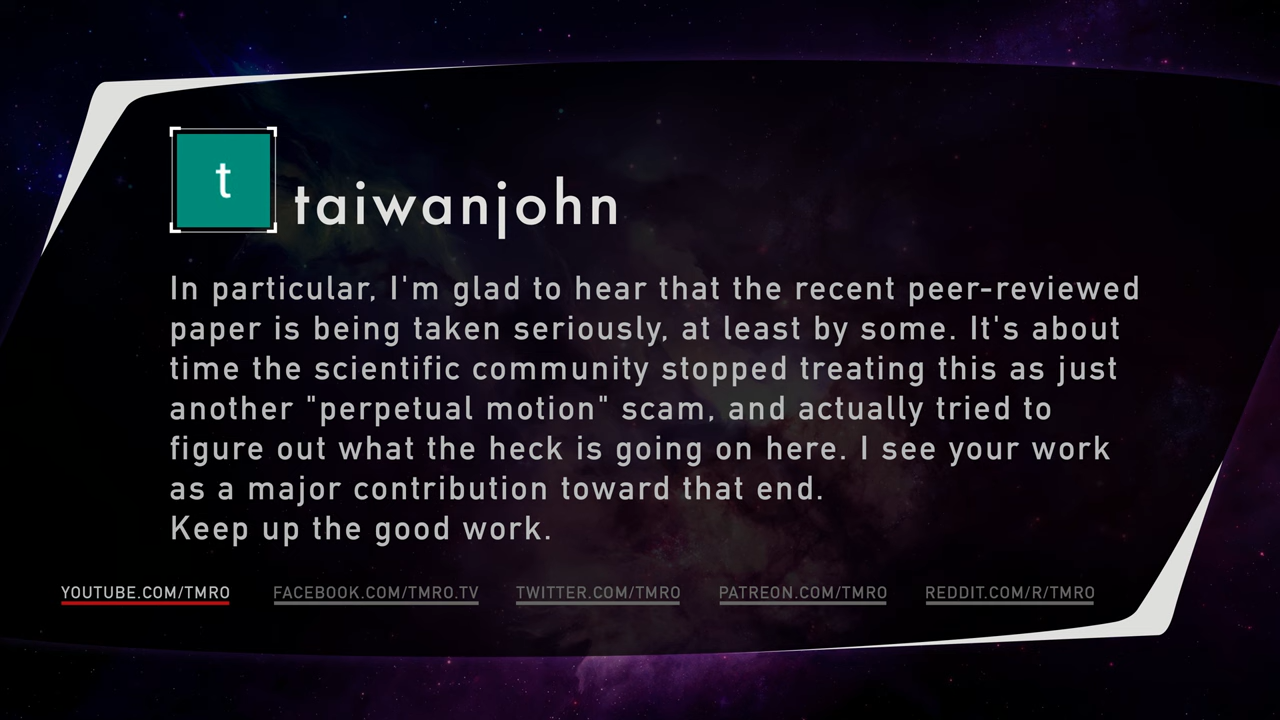 t
taiwanjohn
In particular, I'm glad to hear that the recent peer-reviewed
paper is being taken seriously, at least by some. It's about
time the scientific community stopped treating this as just
another "perpetual motion" scam, and actually tried to
figure out what the heck is going on here. I see your work
as a major contribution toward that end.
Keep up the good work.
YOUTUBE.COM/TMRO FACEBOOK.COM/TMRO.TV TWITTER.COM/TMRO PATREON.COM/TMRO REDDIT.COM/R/TMRO